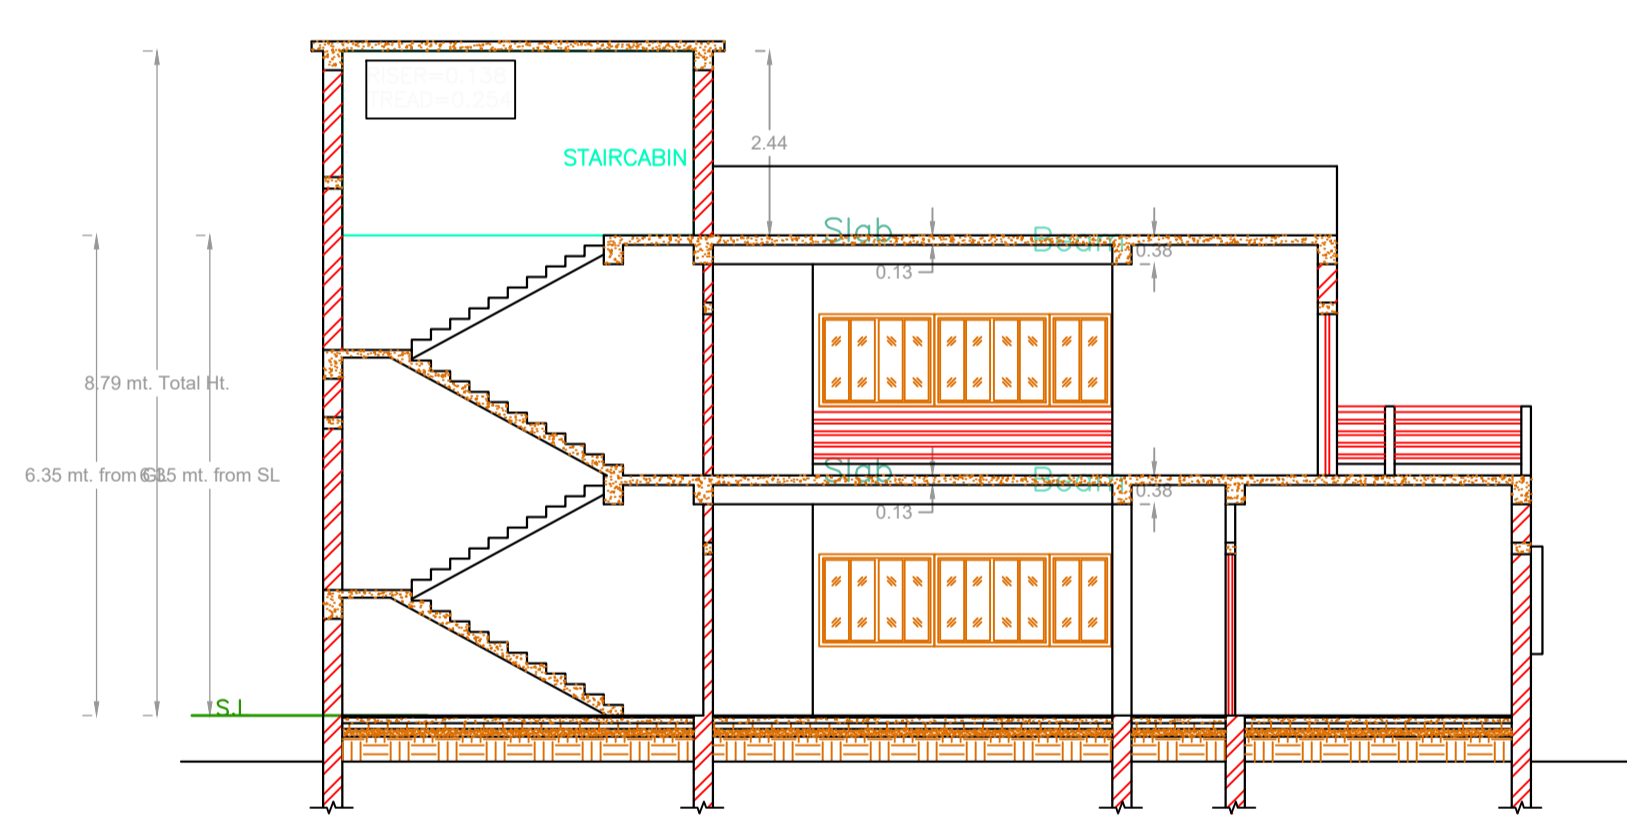 RISER=0.138
TREAD=0.254
STAIRCABIN
2.44
Slab
Beam
0.38
0.13
8.79 mt. Total Ht.
6.35 mt. from GL
6.35 mt. from SL
Slab
Beam
0.38
0.13